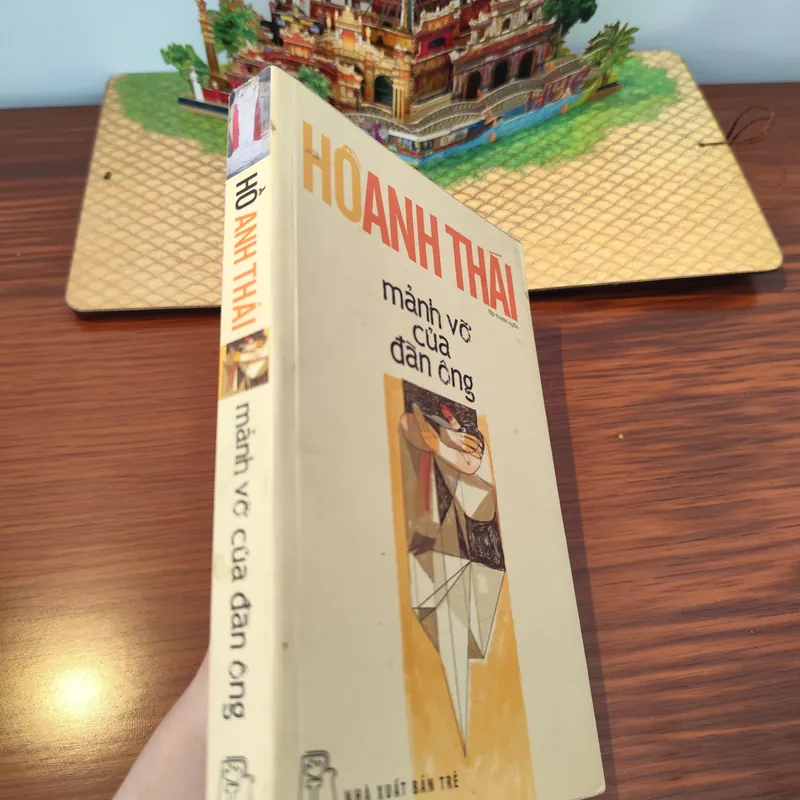 HỒ ANH THÁI
tập truyện ngắn
mảnh vỡ
của
đàn ông
NHÀ XUẤT BẢN TRẺ
HỒ ANH THÁI
mảnh vỡ của đàn ông